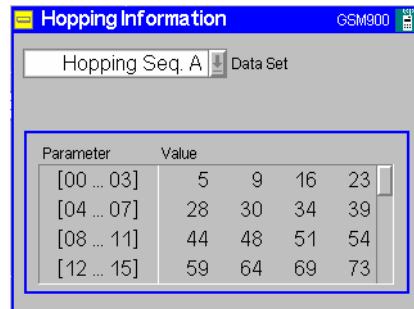 Hopping Information GSM900
Hopping Seq. A Data Set
Parameter Value
[00 ... 03] 5 9 16 23
[04 ... 07] 28 30 34 39
[08 ... 11] 44 48 51 54
[12 ... 15] 59 64 69 73